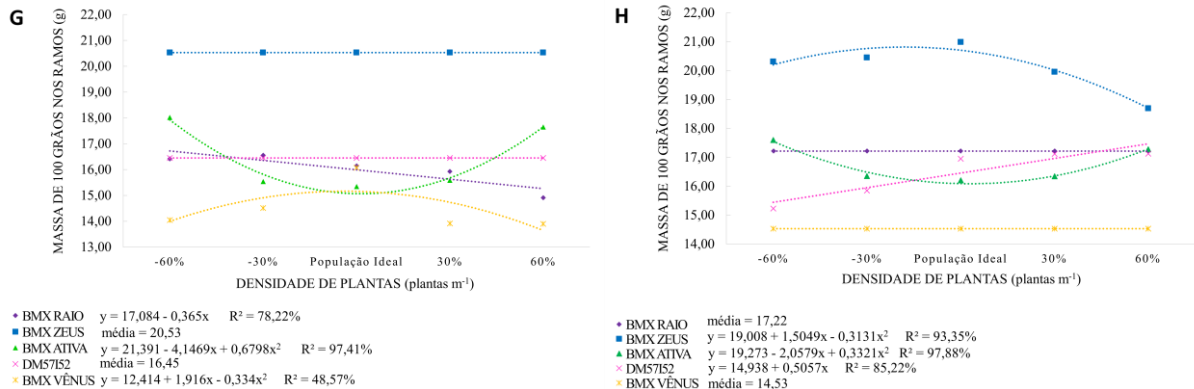 G
MASSA DE 100 GRÃOS NOS RAMOS (g)
22,00
21,00
20,00
19,00
18,00
17,00
16,00
15,00
14,00
13,00
-60% -30% População Ideal 30% 60%
DENSIDADE DE PLANTAS (plantas m⁻¹)
BMX RAIO y = 17,084 - 0,365x R² = 78,22%
BMX ZEUS média = 20,53
BMX ATIVA y = 21,391 - 4,1469x + 0,6798x² R² = 97,41%
DM57I52 média = 16,45
BMX VÊNUS y = 12,414 + 1,916x - 0,334x² R² = 48,57%
H
MASSA DE 100 GRÃOS NOS RAMOS (g)
22,00
21,00
20,00
19,00
18,00
17,00
16,00
15,00
14,00
-60% -30% População Ideal 30% 60%
DENSIDADE DE PLANTAS (plantas m⁻¹)
BMX RAIO média = 17,22
BMX ZEUS y = 19,008 + 1,5049x - 0,3131x² R² = 93,35%
BMX ATIVA y = 19,273 - 2,0579x + 0,3321x² R² = 97,88%
DM57I52 y = 14,938 + 0,5057x R² = 85,22%
BMX VÊNUS média = 14,53